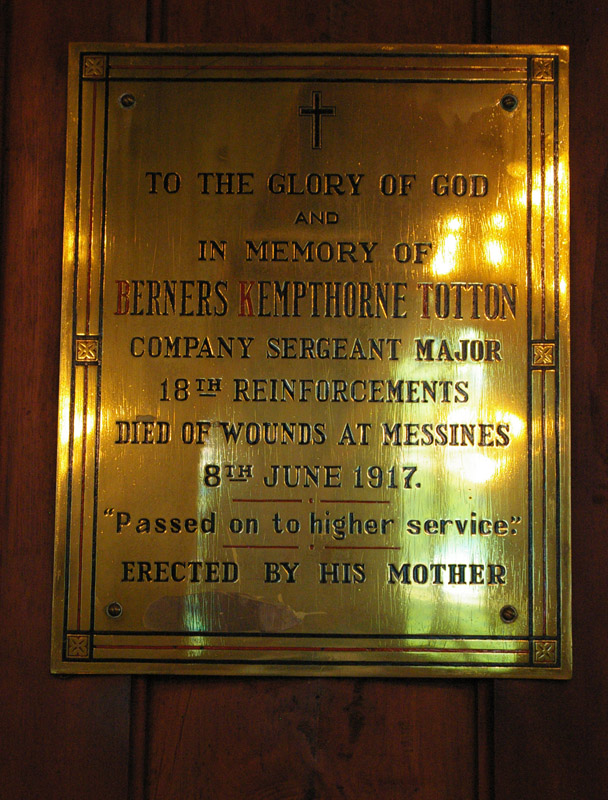 TO THE GLORY OF GOD
AND
IN MEMORY OF
BERNERS KEMPTHORNE TOTTON
COMPANY SERGEANT MAJOR
18TH REINFORCEMENTS
DIED OF WOUNDS AT MESSINES
8TH JUNE 1917.
"Passed on to higher service."
ERECTED BY HIS MOTHER